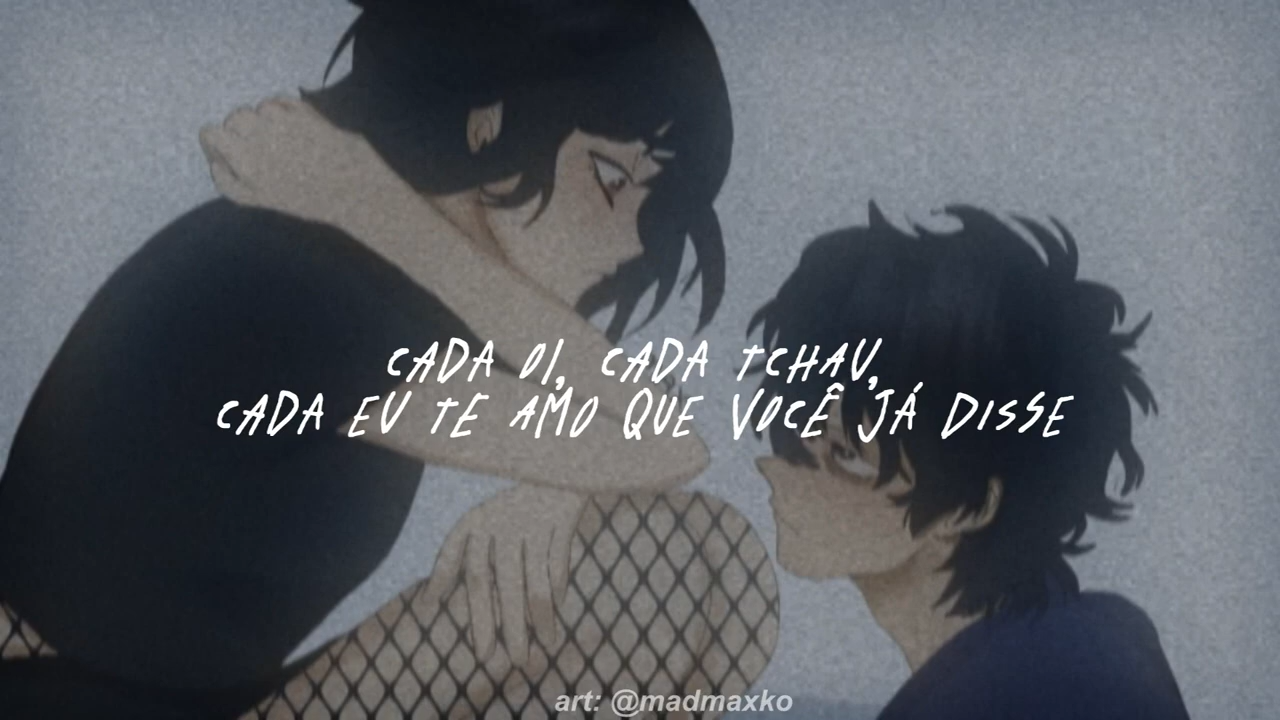 CADA OI, CADA TCHAU,
CADA EU TE AMO QUE VOCÊ JÁ DISSE
art: @madmaxko